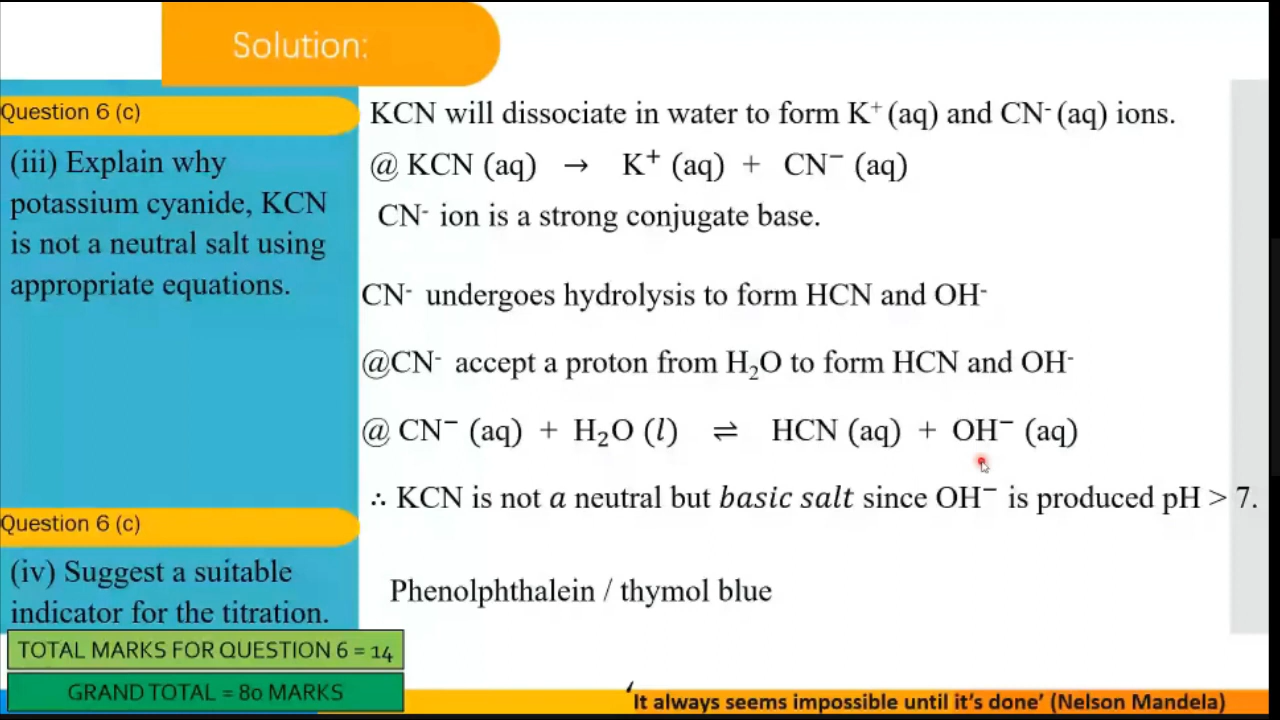 Solution:
Question 6 (c)
(iii) Explain why
potassium cyanide, KCN
is not a neutral salt using
appropriate equations.
KCN will dissociate in water to form K⁺ (aq) and CN⁻ (aq) ions.
@ KCN (aq) → K⁺ (aq) + CN⁻ (aq)
CN⁻ ion is a strong conjugate base.
CN⁻ undergoes hydrolysis to form HCN and OH⁻
@CN⁻ accept a proton from H₂O to form HCN and OH⁻
@ CN⁻ (aq) + H₂O (l) ⇌ HCN (aq) + OH⁻ (aq)
∴ KCN is not a neutral but basic salt since OH⁻ is produced pH > 7.
Question 6 (c)
(iv) Suggest a suitable
indicator for the titration.
Phenolphthalein / thymol blue
TOTAL MARKS FOR QUESTION 6 = 14
GRAND TOTAL = 80 MARKS
‘It always seems impossible until it’s done’ (Nelson Mandela)